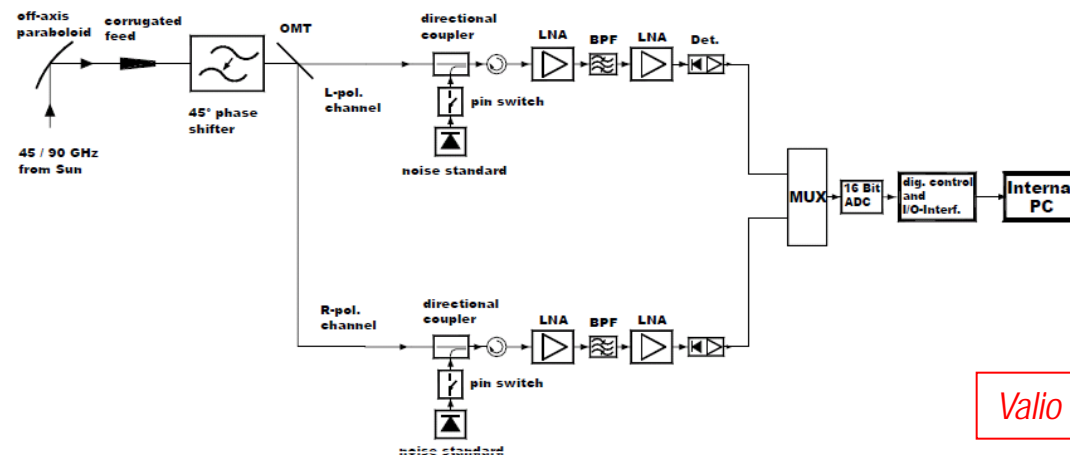 off-axis
paraboloid
corrugated
feed
OMT
directional
coupler
LNA
BPF
LNA
Det.
L-pol.
channel
pin switch
45° phase
shifter
noise standard
45 / 90 GHz
from Sun
MUX
16 Bit
ADC
dig. control
and
I/O-Interf.
Interna
PC
R-pol.
channel
directional
coupler
LNA
BPF
LNA
pin switch
noise standard
Valio